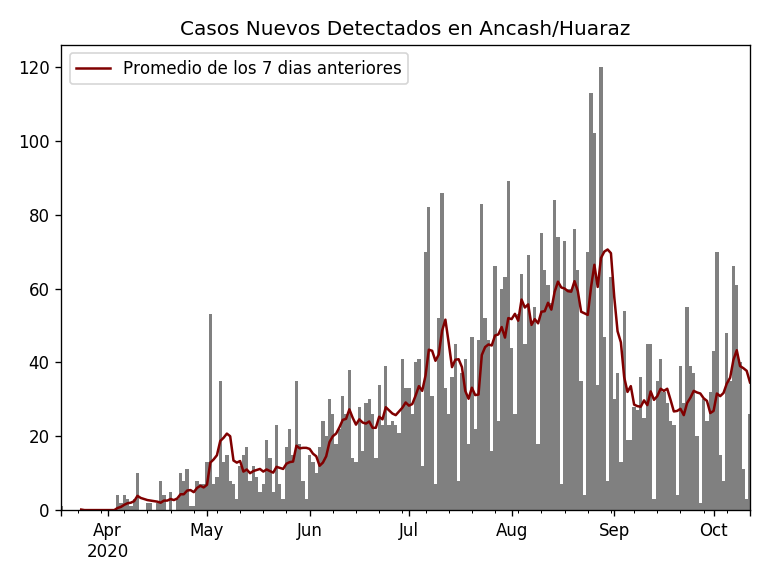 Casos Nuevos Detectados en Ancash/Huaraz
Promedio de los 7 dias anteriores
120
100
80
60
40
20
0
Apr May Jun Jul Aug Sep Oct
2020